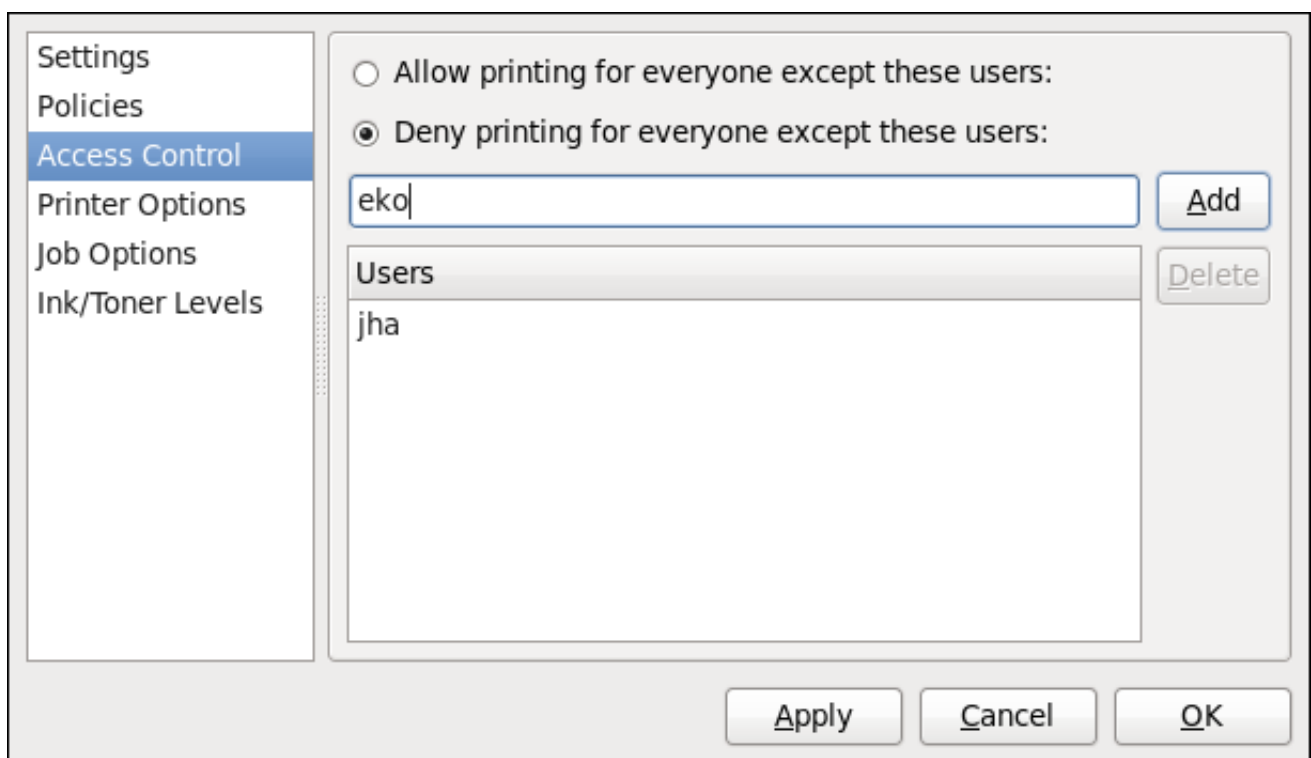 Settings
Policies
Access Control
Printer Options
Job Options
Ink/Toner Levels
Allow printing for everyone except these users:
Deny printing for everyone except these users:
eko
Add
Users
Delete
jha
Apply
Cancel
OK